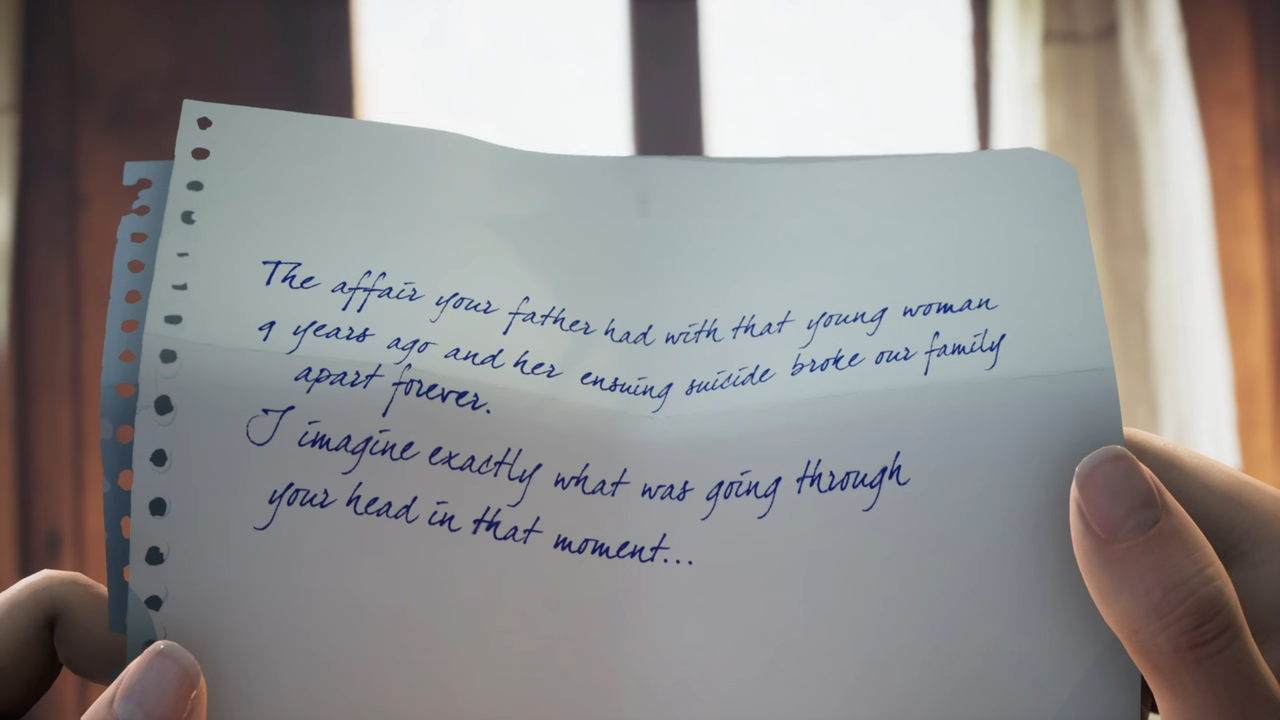 The affair your father had with that young woman
9 years ago and her ensuing suicide broke our family
apart forever.
I imagine exactly what was going through
your head in that moment...